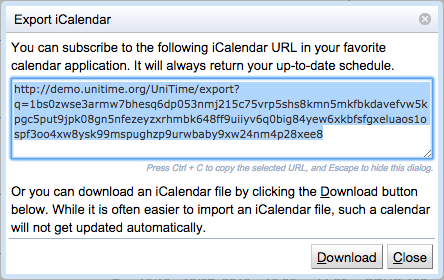 Export iCalendar
You can subscribe to the following iCalendar URL in your favorite
calendar application. It will always return your up-to-date schedule.
http://demo.unitime.org/UniTime/export?
q=1bs0zwse3armw7bhesq6dp053nmj215c75vrp5shs8kmn5mkfbkdavefvw5k
pgc5put9jpk08gn5nfezeyzxrhmbk648ff9uiiyv6q0big84yew6xkbfsfgxeluaos1o
spf3oo4xw8ysk99mspughzp9urwbaby9xw24nm4p28xee8
Press Ctrl + C to copy the selected URL, and Escape to hide this dialog.
Or you can download an iCalendar file by clicking the Download button
below. While it is often easier to import an iCalendar file, such a calendar
will not get updated automatically.
Download Close